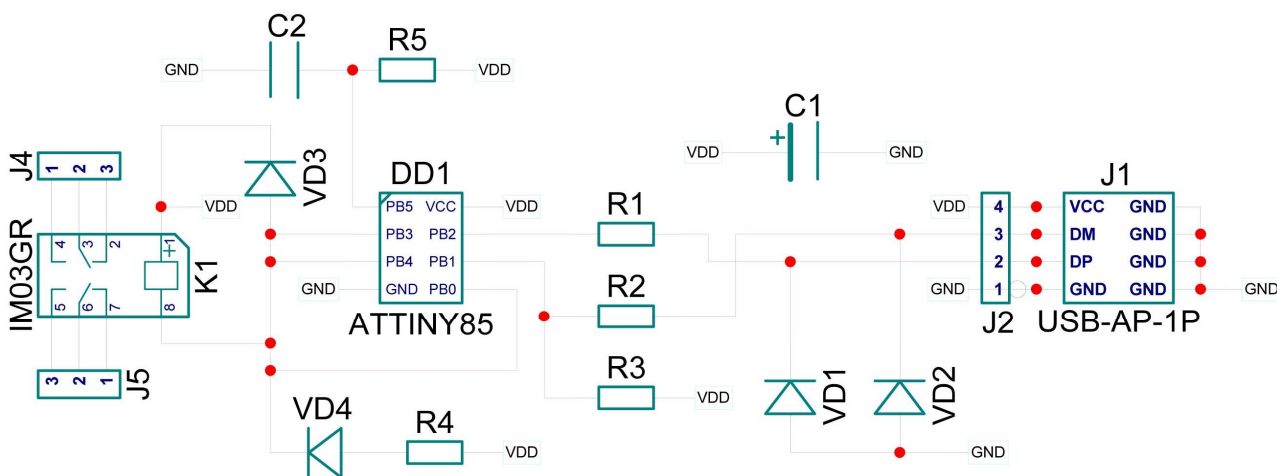 C2
R5
GND
VDD
C1
VDD
GND
J4
1 2 3
VD3
DD1
J1
PB5 VCC
VDD
R1
VDD
4
VCC GND
VDD
PB3 PB2
3
DM GND
IM03GR
4 3 2
1
K1
PB4 PB1
2
DP GND
GND
GND PB0
R2
GND
1
GND GND
GND
5 6 7
8
ATTINY85
J2
USB-AP-1P
R3
J5
3 2 1
VDD
VD1
VD2
VD4
R4
VDD
GND